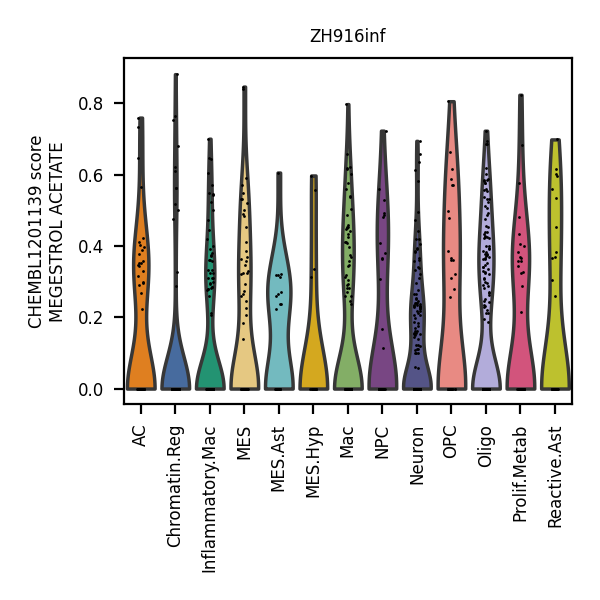 ZH916inf
CHEMBL1201139 score
MEGESTROL ACETATE
0.8
0.6
0.4
0.2
0.0
AC
Chromatin.Reg
Inflammatory.Mac
MES
MES.Ast
MES.Hyp
Mac
NPC
Neuron
OPC
Oligo
Prolif.Metab
Reactive.Ast